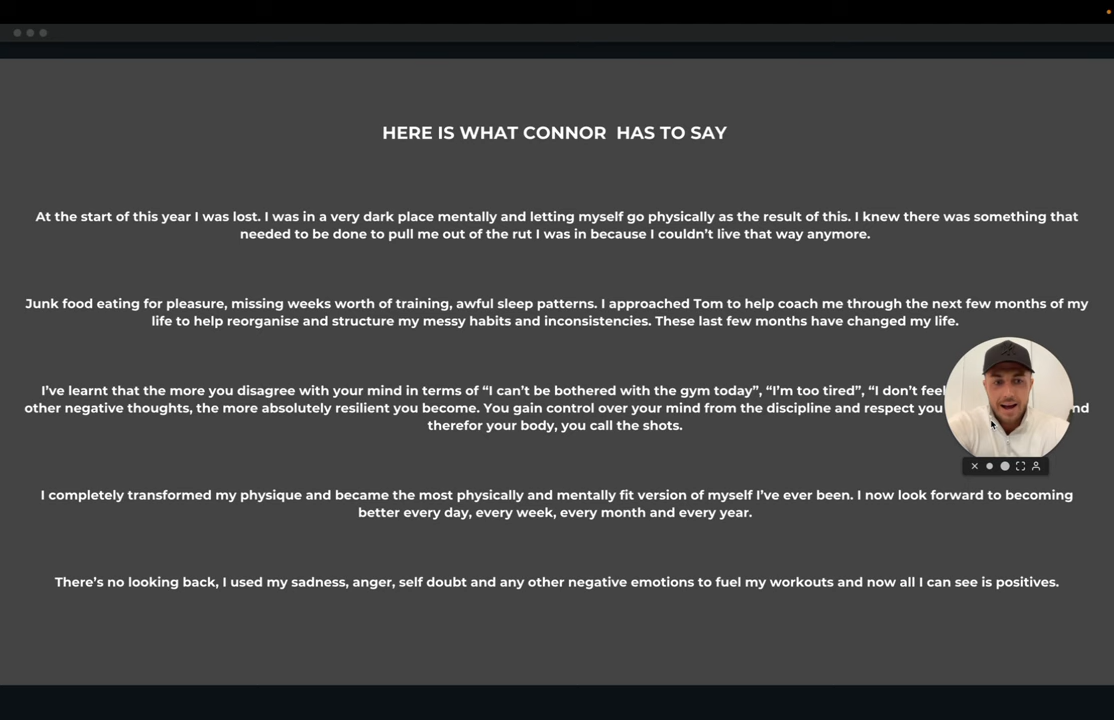 HERE IS WHAT CONNOR HAS TO SAY
At the start of this year I was lost. I was in a very dark place mentally and letting myself go physically as the result of this. I knew there was something that
needed to be done to pull me out of the rut I was in because I couldn’t live that way anymore.
Junk food eating for pleasure, missing weeks worth of training, awful sleep patterns. I approached Tom to help coach me through the next few months of my
life to help reorganise and structure my messy habits and inconsistencies. These last few months have changed my life.
I’ve learnt that the more you disagree with your mind in terms of “I can’t be bothered with the gym today”, “I’m too tired”, “I don’t feel
other negative thoughts, the more absolutely resilient you become. You gain control over your mind from the discipline and respect you
therefor your body, you call the shots.
I completely transformed my physique and became the most physically and mentally fit version of myself I’ve ever been. I now look forward to becoming
better every day, every week, every month and every year.
There’s no looking back, I used my sadness, anger, self doubt and any other negative emotions to fuel my workouts and now all I can see is positives.